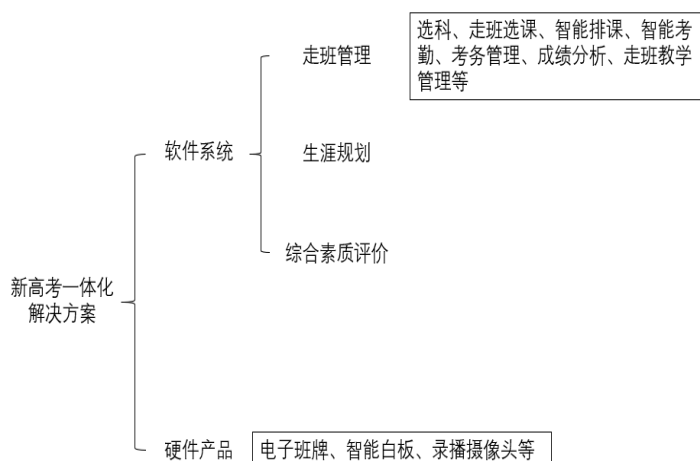 选科、走班选课、智能排课、智能考
勤、考务管理、成绩分析、走班教学
管理等
走班管理
软件系统
生涯规划
综合素质评价
新高考一体化
解决方案
硬件产品
电子班牌、智能白板、录播摄像头等